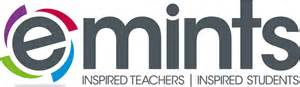 emints
INSPIRED TEACHERS | INSPIRED STUDENTS